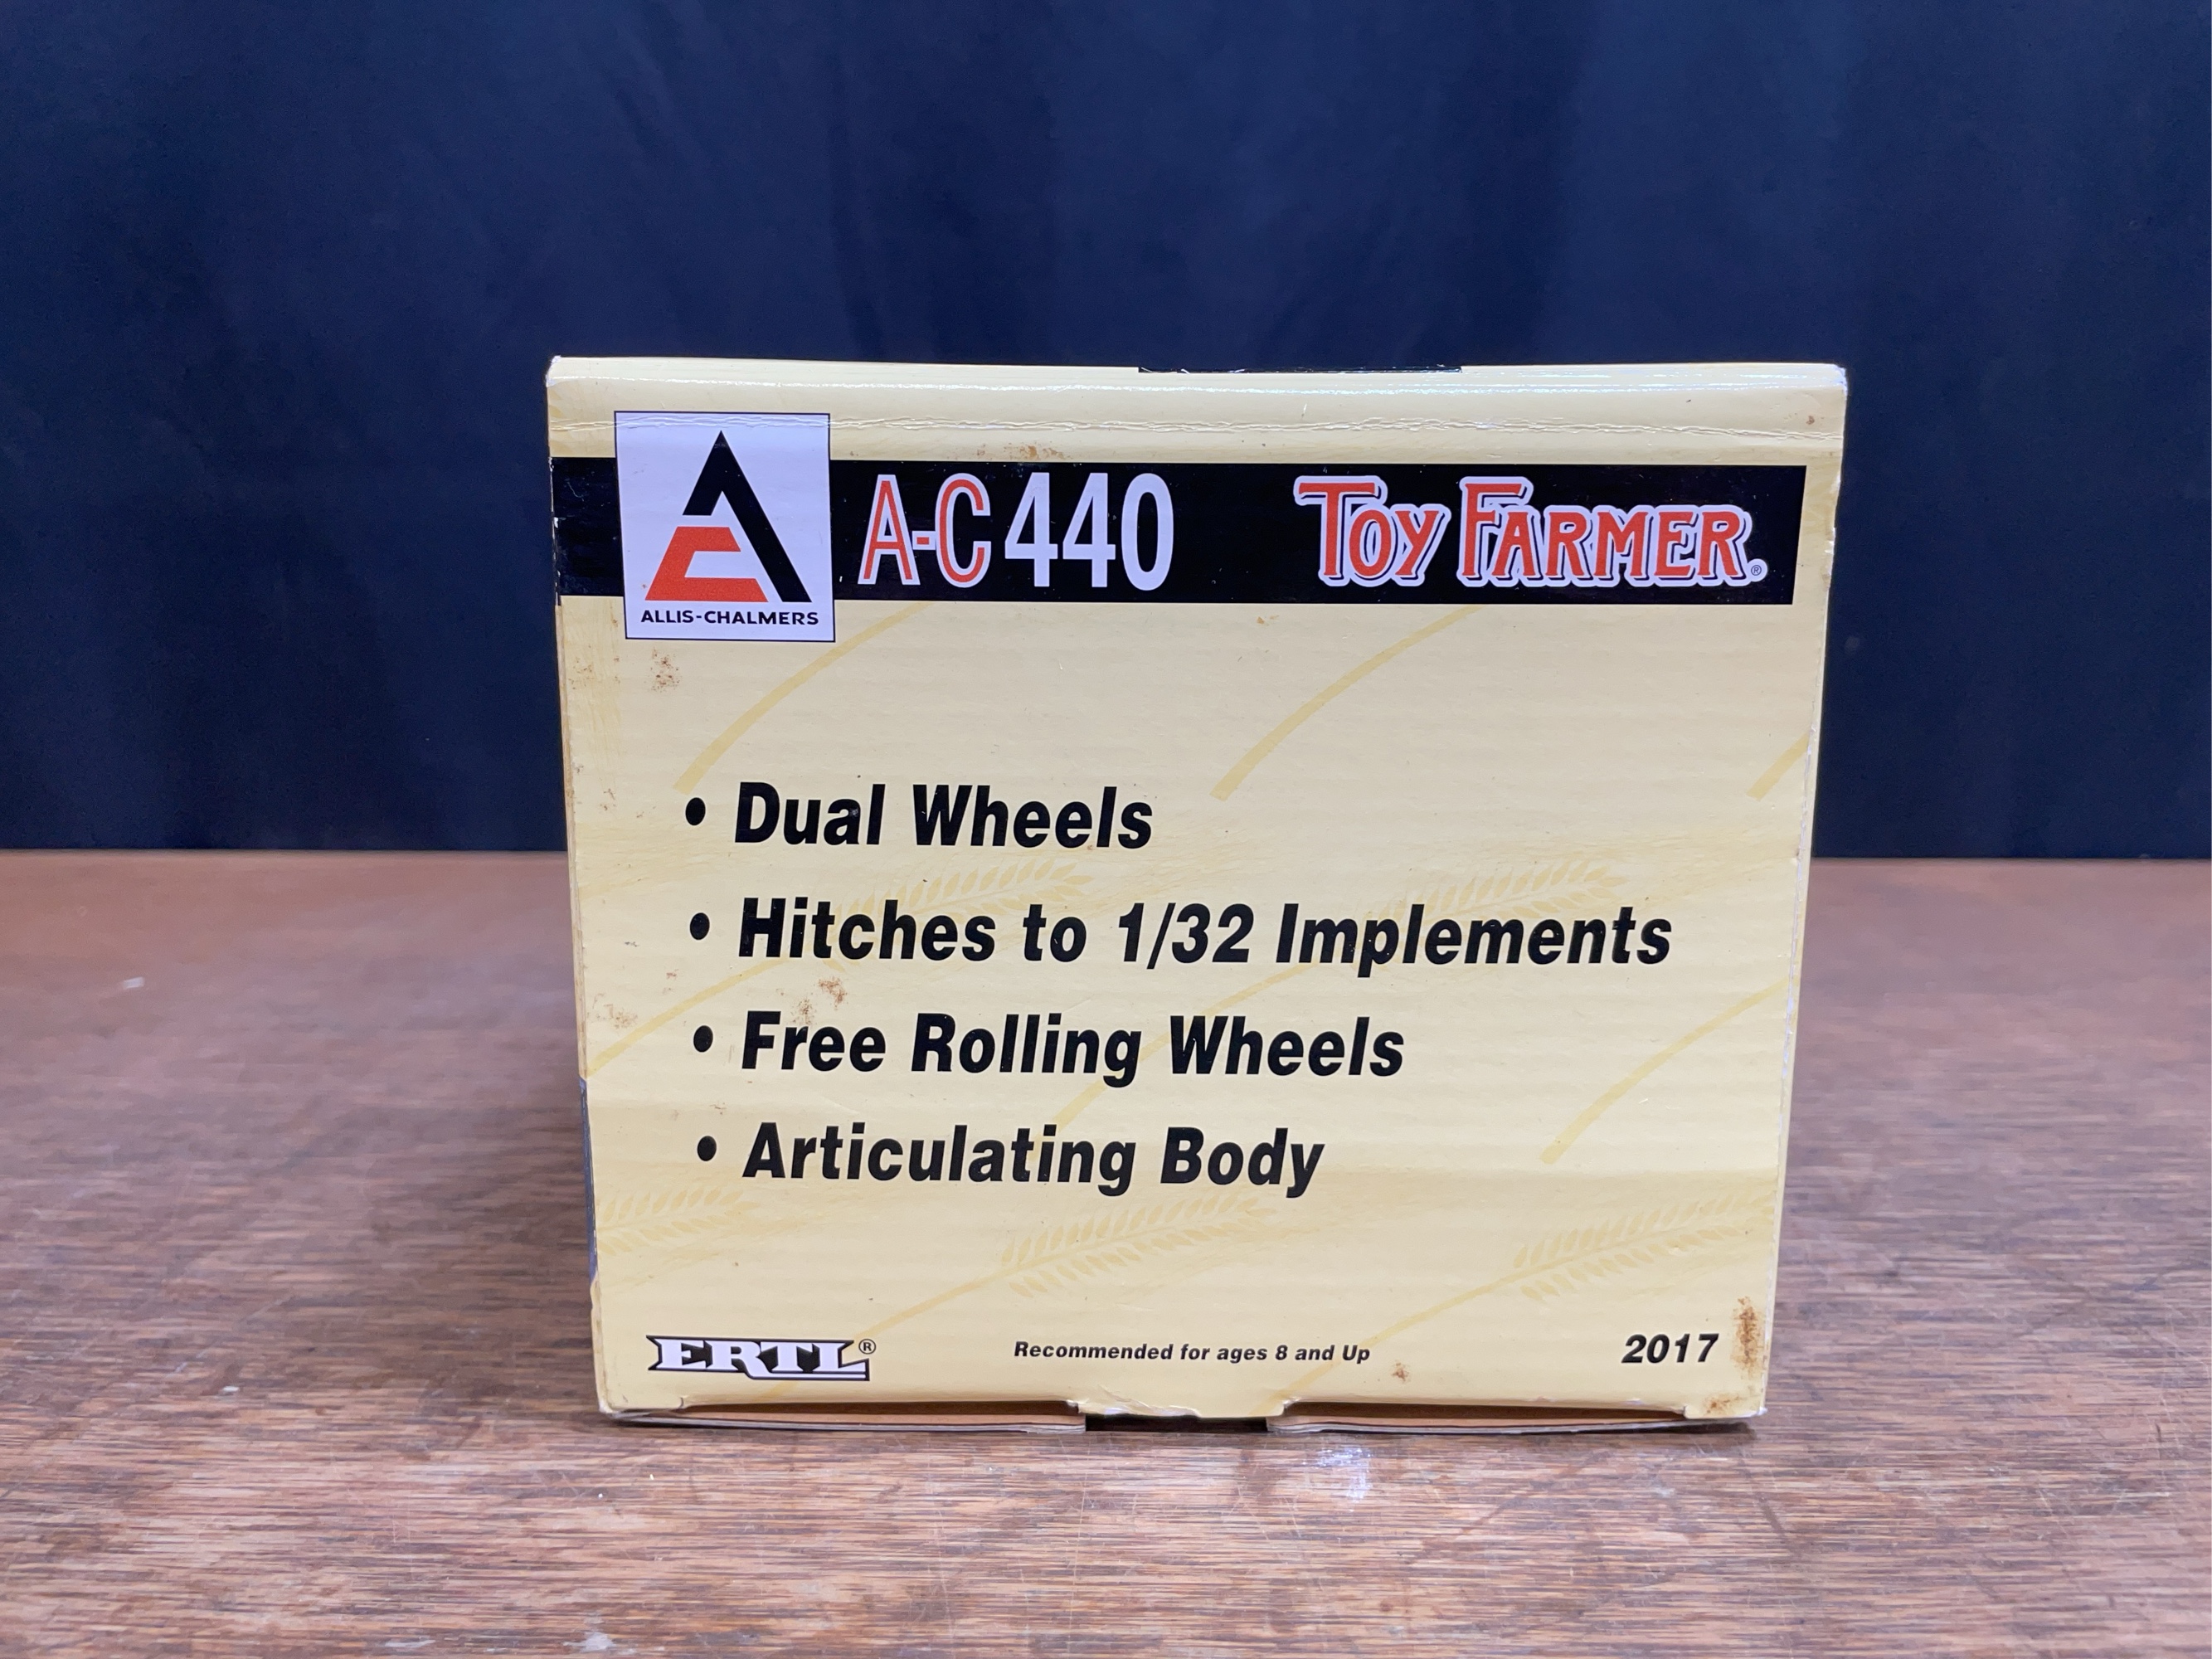 A-C 440 TOY FARMER®
ALLIS-CHALMERS
• Dual Wheels
• Hitches to 1/32 Implements
• Free Rolling Wheels
• Articulating Body
ERTL® Recommended for ages 8 and Up 2017